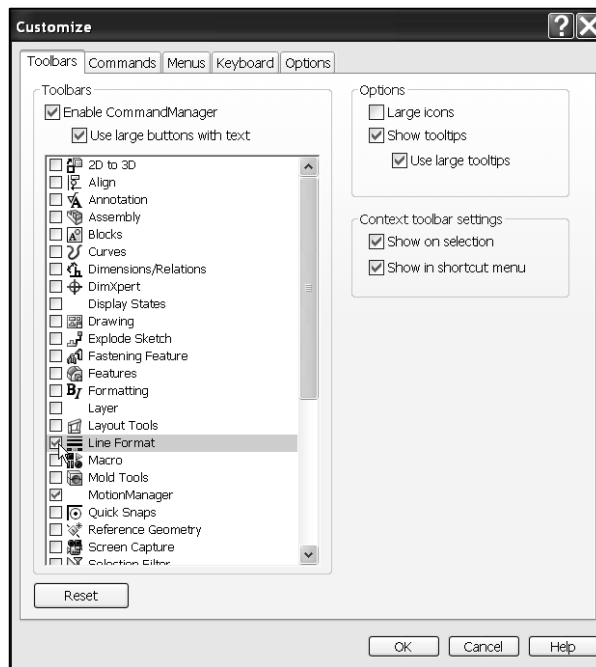 Customize
Toolbars Commands Menus Keyboard Options
Toolbars
Enable CommandManager
Use large buttons with text
2D to 3D
Align
Annotation
Assembly
Blocks
Curves
Dimensions/Relations
DimXpert
Display States
Drawing
Explode Sketch
Fastening Feature
Features
Formatting
Layer
Layout Tools
Line Format
Macro
Mold Tools
MotionManager
Quick Snaps
Reference Geometry
Screen Capture
Selection Filter
Reset
Options
Large icons
Show tooltips
Use large tooltips
Context toolbar settings
Show on selection
Show in shortcut menu
OK Cancel Help